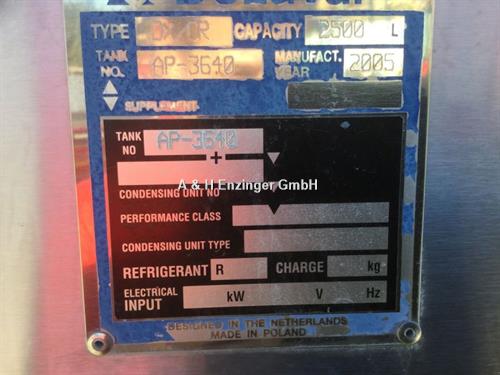 TYPE CAPACITY 2500 L
TANK NO. AP-3640 MANUFACT. YEAR 2005
SUPPLEMENT
TANK NO AP-3640
+
CONDENSING UNIT NO
A & H Enzinger GmbH
PERFORMANCE CLASS
CONDENSING UNIT TYPE
REFRIGERANT R CHARGE kg
ELECTRICAL INPUT kW V Hz
DESIGNED IN THE NETHERLANDS
MADE IN POLAND